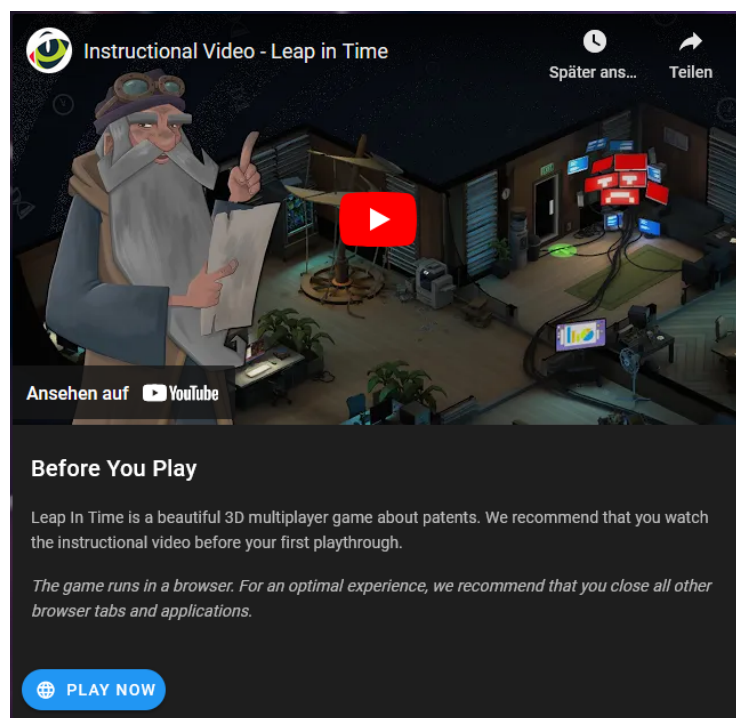 Instructional Video - Leap in Time
Später ans...
Teilen
EXIT
Ansehen auf YouTube
Before You Play
Leap In Time is a beautiful 3D multiplayer game about patents. We recommend that you watch
the instructional video before your first playthrough.
The game runs in a browser. For an optimal experience, we recommend that you close all other
browser tabs and applications.
PLAY NOW